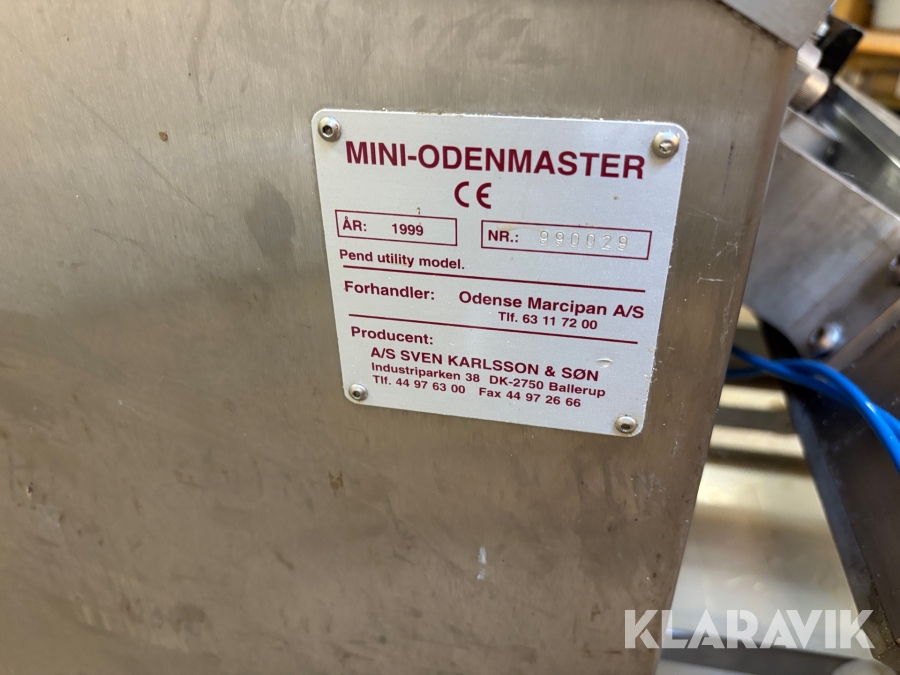 MINI-ODENMASTER
CE
ÅR: 1999 NR.: 990029
Pend utility model.
Forhandler: Odense Marcipan A/S
Tlf. 63 11 72 00
Producent:
A/S SVEN KARLSSON & SØN
Industriparken 38 DK-2750 Ballerup
Tlf. 44 97 63 00 Fax 44 97 26 66
KLARAVIK